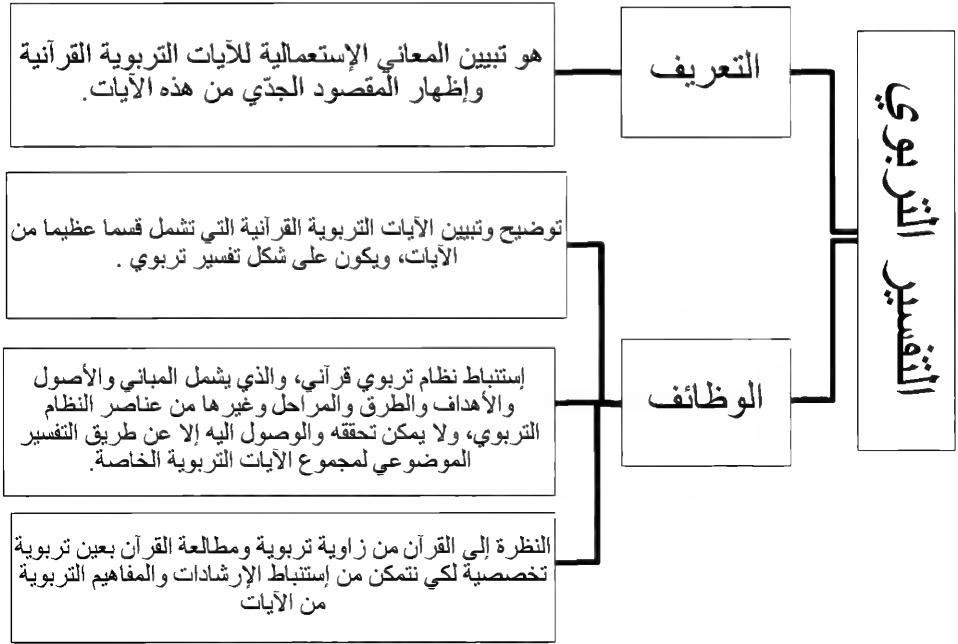 التفسير التربوي
التعريف
هو تبيين المعاني الإستعمالية للآيات التربوية القرآنية
وإظهار المقصود الجدّي من هذه الآيات.
الوظائف
توضيح وتبيين الآيات التربوية القرآنية التي تشمل قسما عظيما من
الآيات، ويكون على شكل تفسير تربوي .
إستنباط نظام تربوي قرآني، والذي يشمل المباني والأصول
والأهداف والطرق والمراحل وغيرها من عناصر النظام
التربوي، ولا يمكن تحققه والوصول اليه إلا عن طريق التفسير
الموضوعي لمجموع الآيات التربوية الخاصة.
النظرة إلى القرآن من زاوية تربوية ومطالعة القرآن بعين تربوية
تخصصية لكي نتمكن من إستنباط الإرشادات والمفاهيم التربوية
من الآيات